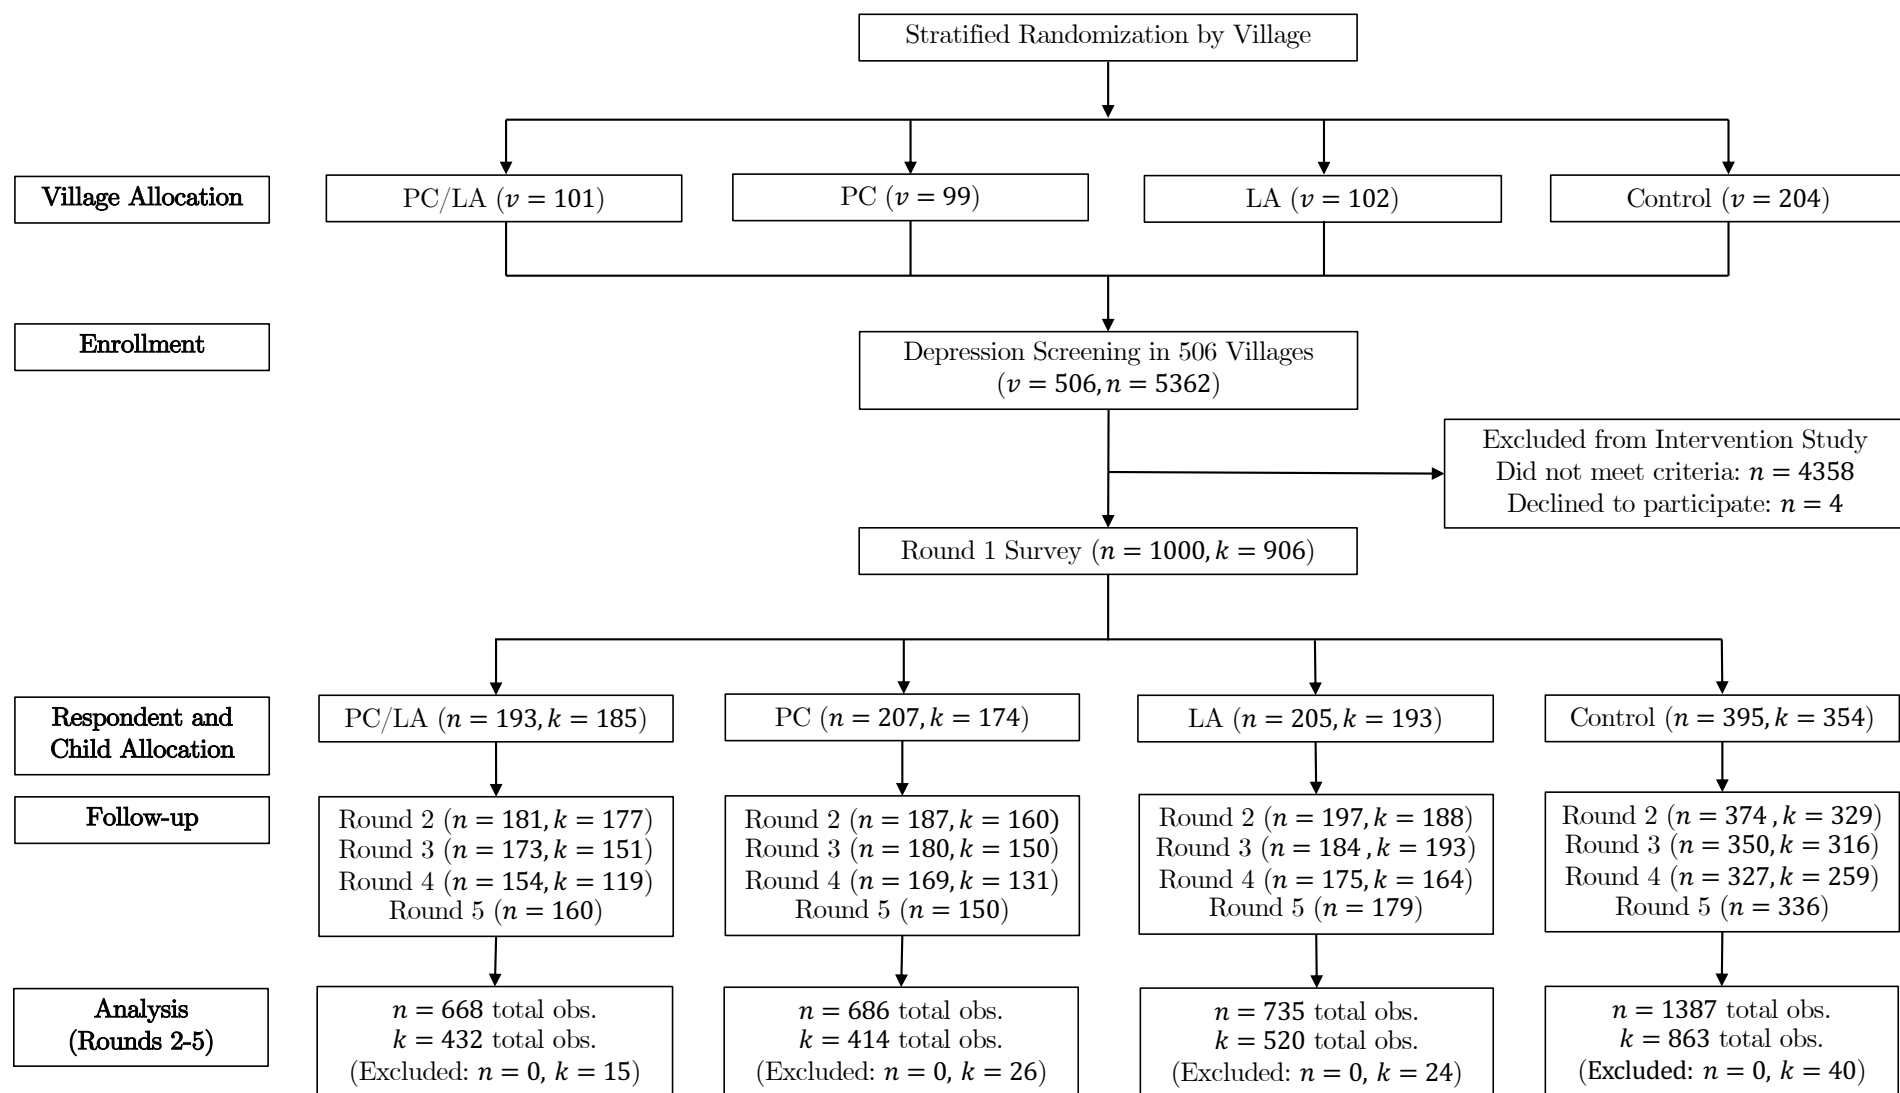 Stratified Randomization by Village
Village Allocation
PC/LA (v = 101)
PC (v = 99)
LA (v = 102)
Control (v = 204)
Enrollment
Depression Screening in 506 Villages
(v = 506, n = 5362)
Excluded from Intervention Study
Did not meet criteria: n = 4358
Declined to participate: n = 4
Round 1 Survey (n = 1000, k = 906)
Respondent and
Child Allocation
PC/LA (n = 193, k = 185)
PC (n = 207, k = 174)
LA (n = 205, k = 193)
Control (n = 395, k = 354)
Follow-up
Round 2 (n = 181, k = 177)
Round 3 (n = 173, k = 151)
Round 4 (n = 154, k = 119)
Round 5 (n = 160)
Round 2 (n = 187, k = 160)
Round 3 (n = 180, k = 150)
Round 4 (n = 169, k = 131)
Round 5 (n = 150)
Round 2 (n = 197, k = 188)
Round 3 (n = 184 , k = 193)
Round 4 (n = 175, k = 164)
Round 5 (n = 179)
Round 2 (n = 374 , k = 329)
Round 3 (n = 350, k = 316)
Round 4 (n = 327, k = 259)
Round 5 (n = 336)
Analysis
(Rounds 2-5)
n = 668 total obs.
k = 432 total obs.
(Excluded: n = 0, k = 15)
n = 686 total obs.
k = 414 total obs.
(Excluded: n = 0, k = 26)
n = 735 total obs.
k = 520 total obs.
(Excluded: n = 0, k = 24)
n = 1387 total obs.
k = 863 total obs.
(Excluded: n = 0, k = 40)